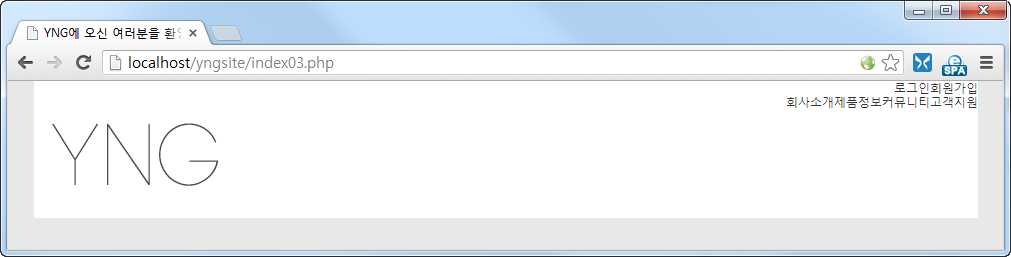 YNG에 오신 여러분을 환
localhost/yngsite/index03.php
SPA
로그인회원가입
회사소개제품정보커뮤니티고객지원
YNG